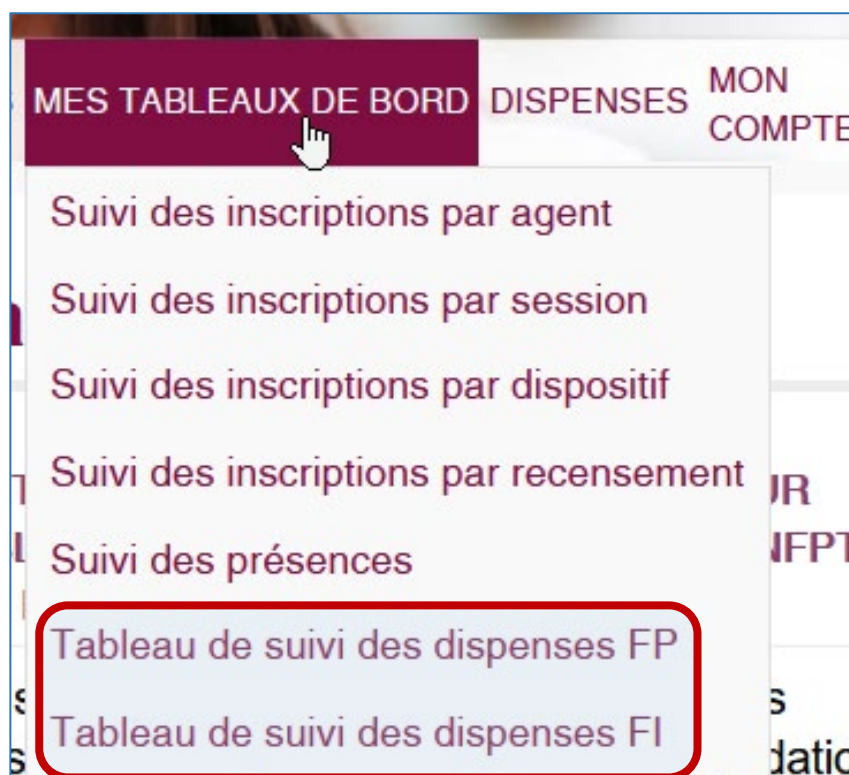 MES TABLEAUX DE BORD DISPENSES MON COMPTE
Suivi des inscriptions par agent
Suivi des inscriptions par session
Suivi des inscriptions par dispositif
Suivi des inscriptions par recensement
Suivi des présences
Tableau de suivi des dispenses FP
Tableau de suivi des dispenses FI